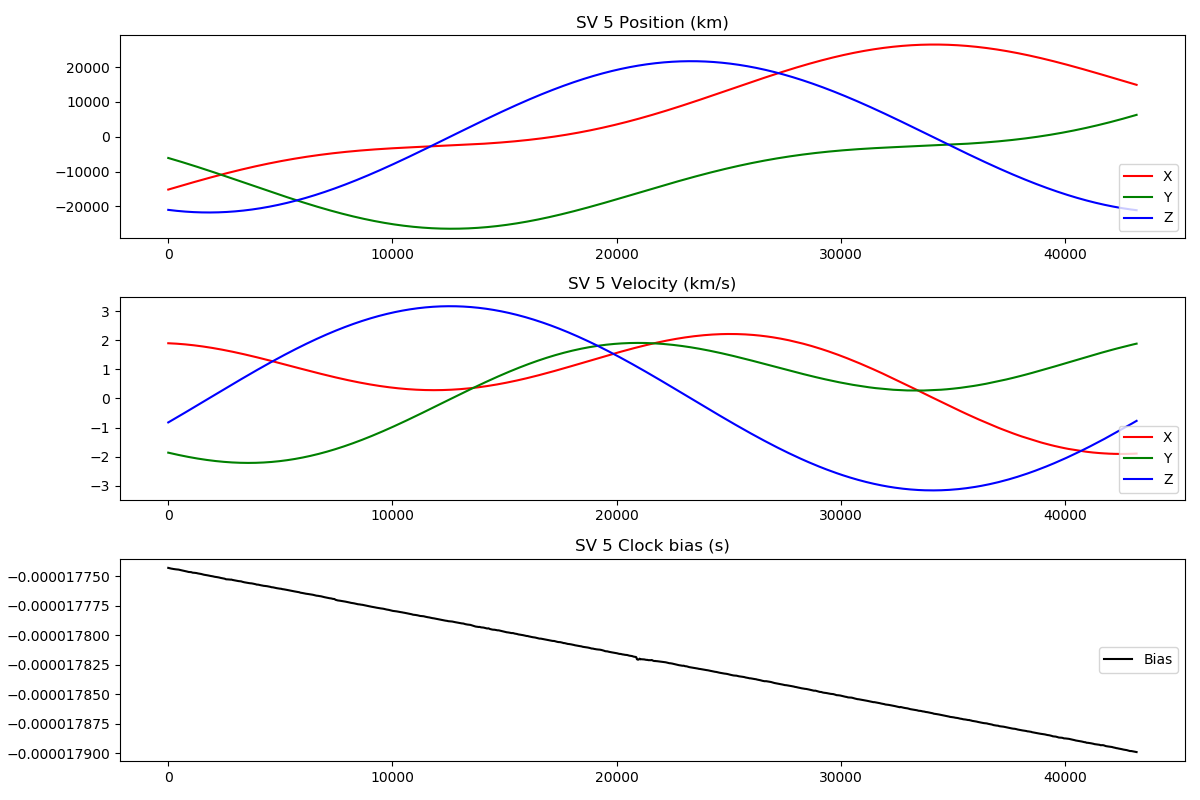 SV 5 Position (km)
20000
10000
0
−10000
−20000
X
Y
Z
0 10000 20000 30000 40000
SV 5 Velocity (km/s)
3
2
1
0
−1
−2
−3
X
Y
Z
0 10000 20000 30000 40000
SV 5 Clock bias (s)
−0.000017750
−0.000017775
−0.000017800
−0.000017825
−0.000017850
−0.000017875
−0.000017900
Bias
0 10000 20000 30000 40000